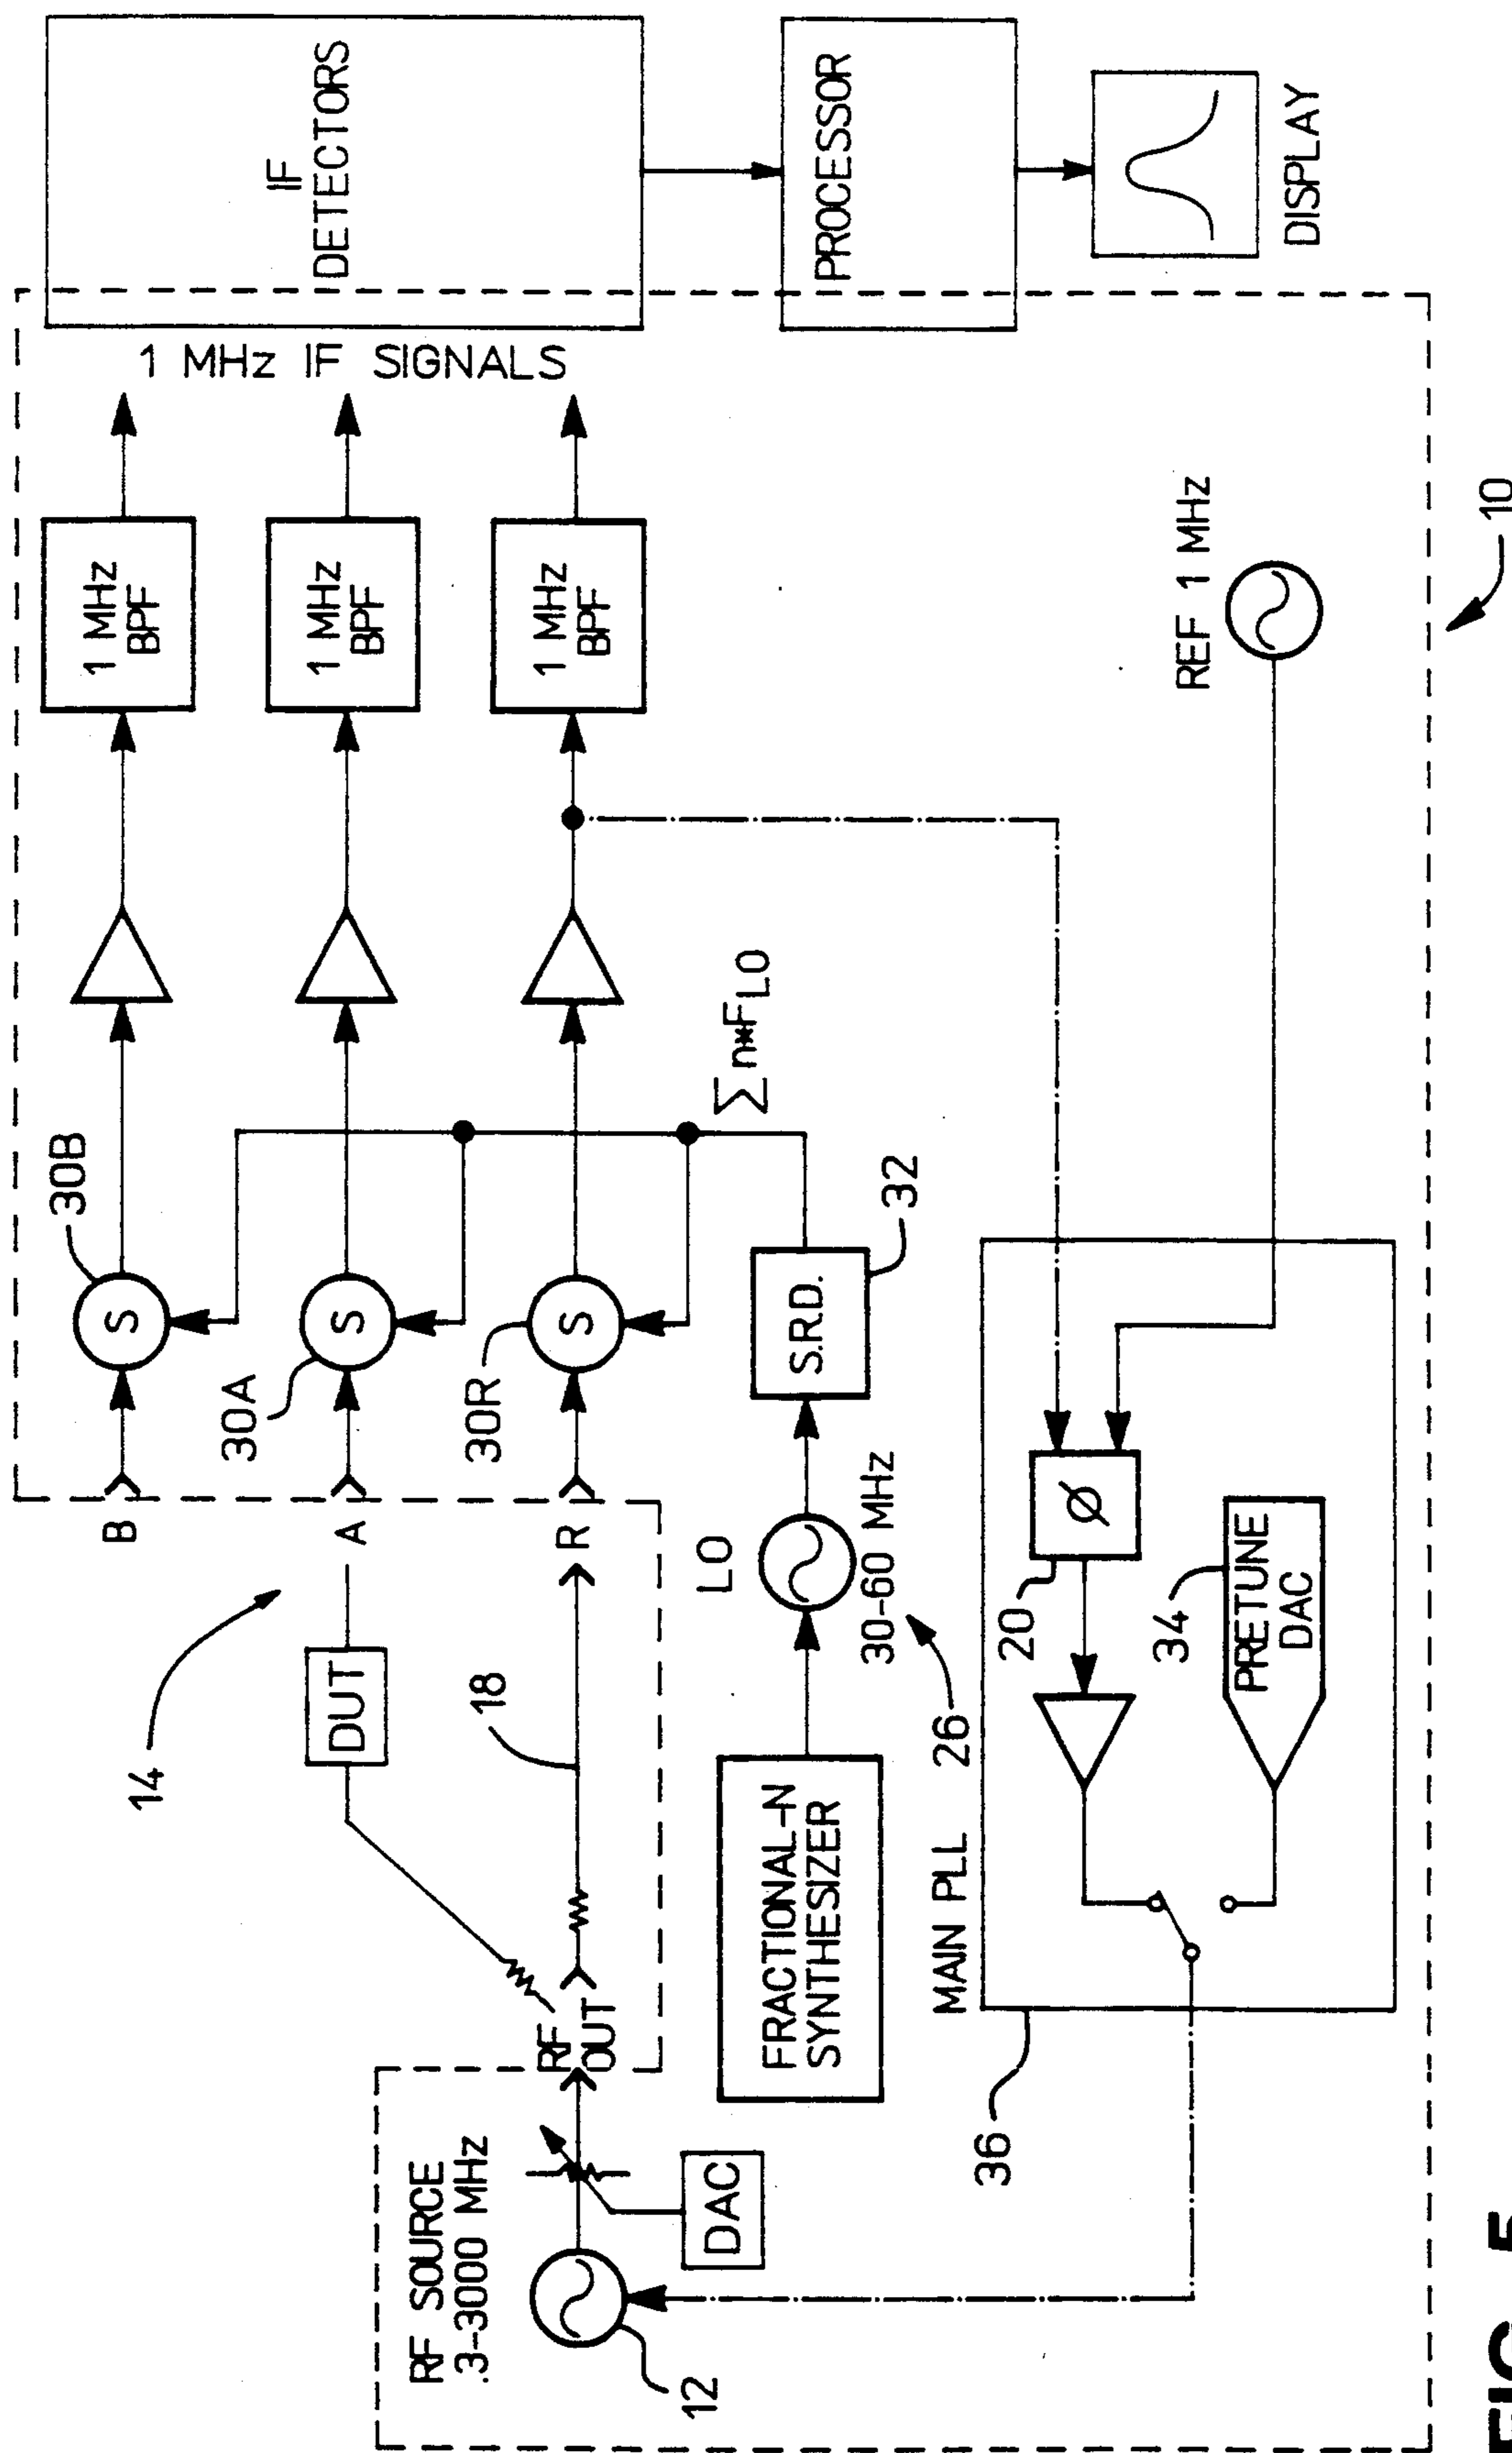 RF SOURCE
.3-3000 MHz
12
DAC
RF
OUT
14
DUT
18
B
A
R
30B
30A
30R
S
S
S
1 MHz
BPF
1 MHz
BPF
1 MHz
BPF
1 MHz IF SIGNALS
IF
DETECTORS
PROCESSOR
DISPLAY
FRACTIONAL-N
SYNTHESIZER
LO
30-60 MHz
26
S.R.D.
32
∑ n*FLO
MAIN PLL
36
20
Ø
34
PRETUNE
DAC
REF 1 MHz
10
FIG 5